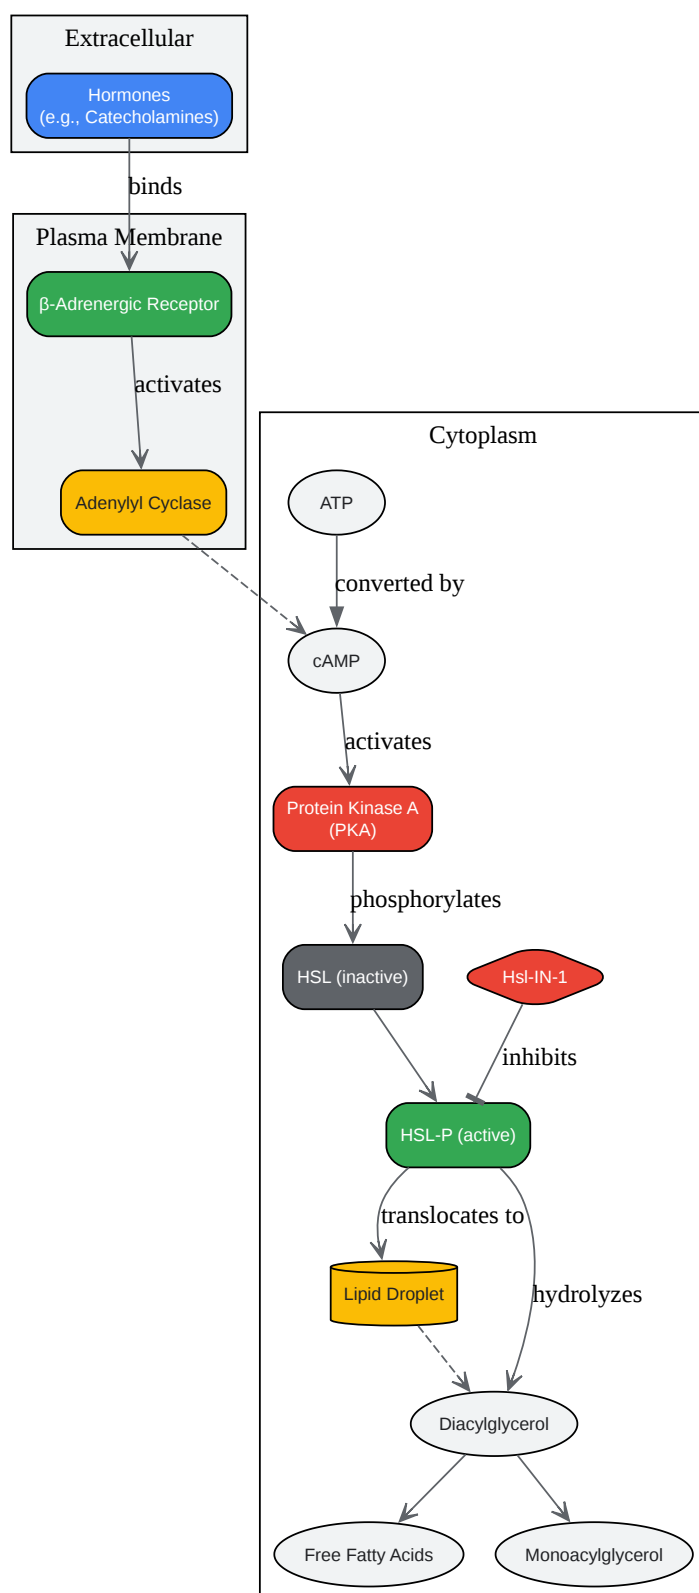 Extracellular
Hormones
(e.g., Catecholamines)
binds
Plasma Membrane
β-Adrenergic Receptor
activates
Cytoplasm
Adenylyl Cyclase
ATP
converted by
cAMP
activates
Protein Kinase A
(PKA)
phosphorylates
HSL (inactive)
Hsl-IN-1
inhibits
HSL-P (active)
translocates to
Lipid Droplet
hydrolyzes
Diacylglycerol
Free Fatty Acids
Monoacylglycerol